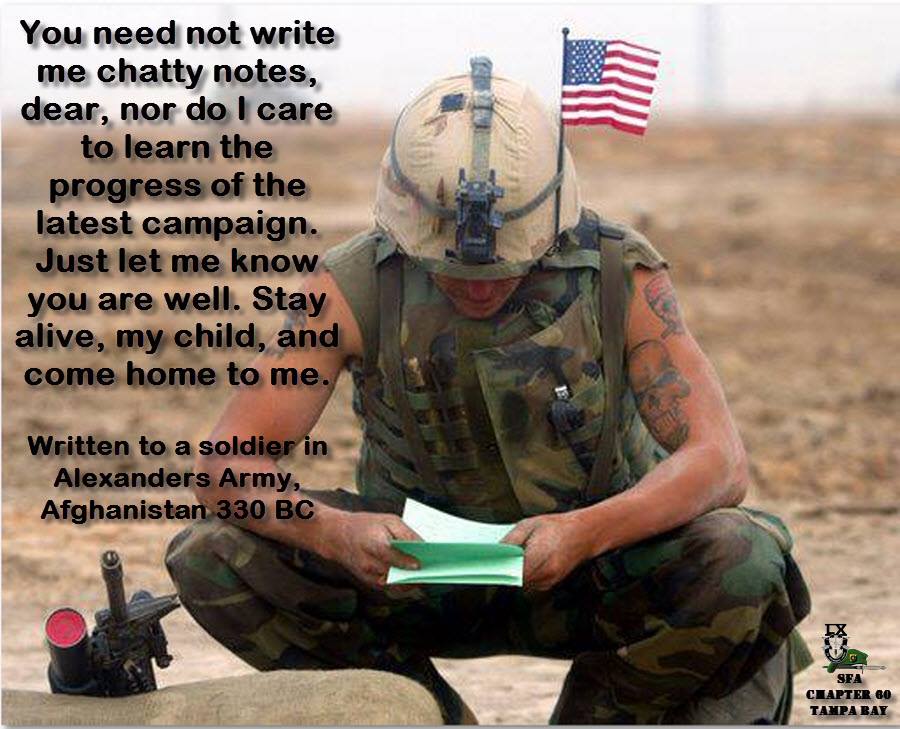 You need not write
me chatty notes,
dear, nor do I care
to learn the
progress of the
latest campaign.
Just let me know
you are well. Stay
alive, my child, and
come home to me.
Written to a soldier in
Alexanders Army,
Afghanistan 330 BC
IX
SFA
CHAPTER 60
TAMPA BAY